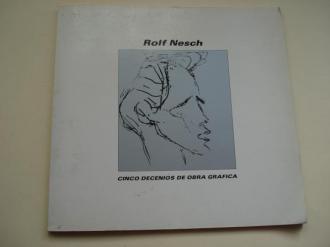 Rolf Nesch
CINCO DECENIOS DE OBRA GRAFICA